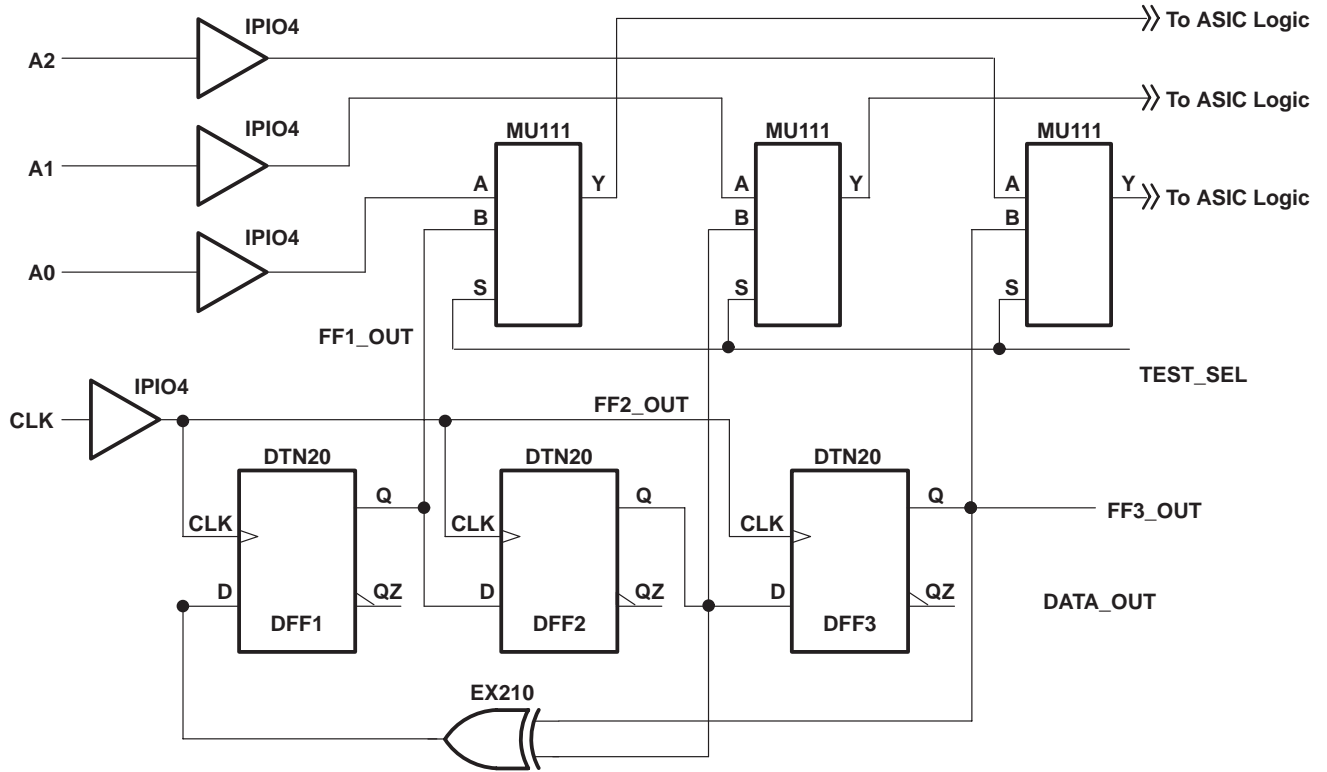 IPIO4
To ASIC Logic
A2
To ASIC Logic
IPIO4
MU111
MU111
MU111
A1
A
Y
A
Y
A
Y
To ASIC Logic
B
B
B
IPIO4
A0
S
S
S
FF1_OUT
TEST_SEL
IPIO4
CLK
FF2_OUT
DTN20
DTN20
DTN20
Q
Q
Q
FF3_OUT
CLK
CLK
CLK
D
QZ
D
QZ
D
QZ
DATA_OUT
DFF1
DFF2
DFF3
EX210